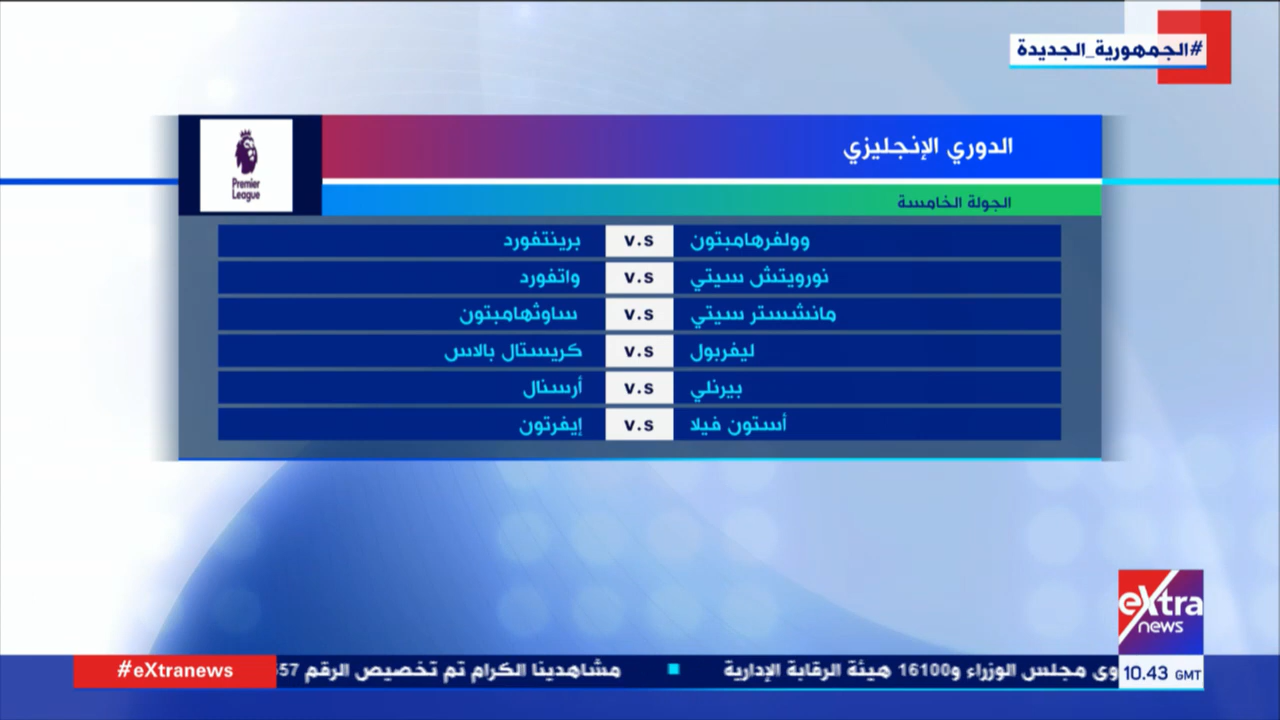 #الجمهورية_الجديدة
الدوري الإنجليزي
Premier
League
الجولة الخامسة
وولفرهامبتون v.s برينتفورد
نورويتش سيتي v.s واتفورد
مانشستر سيتي v.s ساوثهامبتون
ليفربول v.s كريستال بالاس
بيرنلي v.s أرسنال
أستون فيلا v.s إيفرتون
eXtra
news
10.43 GMT
وى مجلس الوزراء و16100 هيئة الرقابة الإدارية ■ مشاهدينا الكرام تم تخصيص الرقم 57
#eXtranews